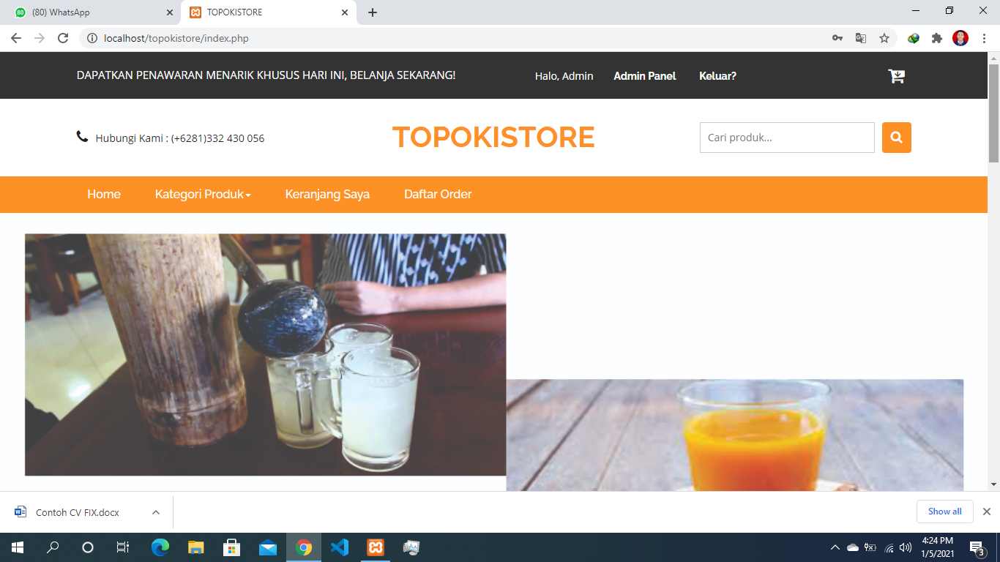 (80) WhatsApp
TOPOKISTORE
localhost/topokistore/index.php
DAPATKAN PENAWARAN MENARIK KHUSUS HARI INI, BELANJA SEKARANG!
Halo, Admin
Admin Panel
Keluar?
Hubungi Kami : (+6281)332 430 056
TOPOKISTORE
Cari produk...
Home
Kategori Produk
Keranjang Saya
Daftar Order
Contoh CV FIX.docx
Show all
4:24 PM
1/5/2021
3